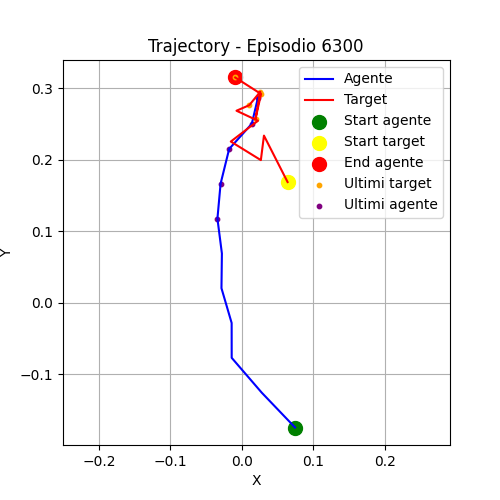 Trajectory - Episodio 6300
Agente
Target
Start agente
Start target
End agente
Ultimi target
Ultimi agente
0.3
0.2
0.1
0.0
−0.1
Y
−0.2
−0.1
0.0
0.1
0.2
X